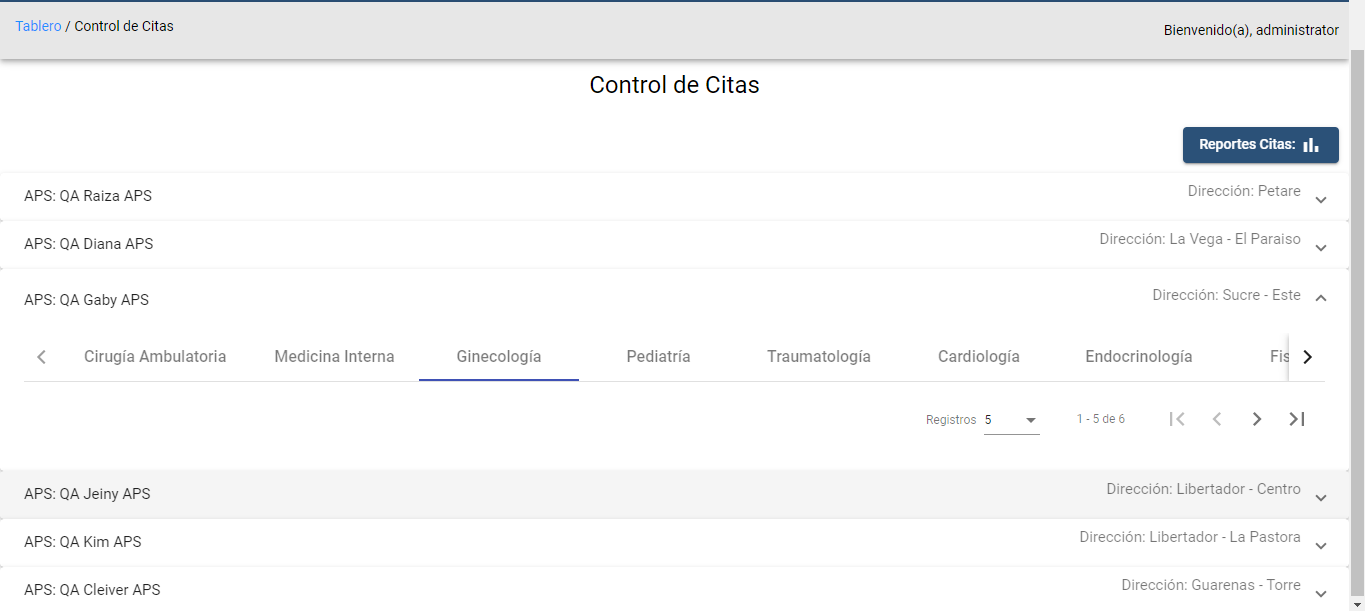 Tablero / Control de Citas
Bienvenido(a), administrator
Control de Citas
Reportes Citas:
APS: QA Raiza APS
Dirección: Petare
APS: QA Diana APS
Dirección: La Vega - El Paraiso
APS: QA Gaby APS
Dirección: Sucre - Este
Cirugía Ambulatoria
Medicina Interna
Ginecología
Pediatría
Traumatología
Cardiología
Endocrinología
Fis
Registros 5
1 - 5 de 6
APS: QA Jeiny APS
Dirección: Libertador - Centro
APS: QA Kim APS
Dirección: Libertador - La Pastora
APS: QA Cleiver APS
Dirección: Guarenas - Torre